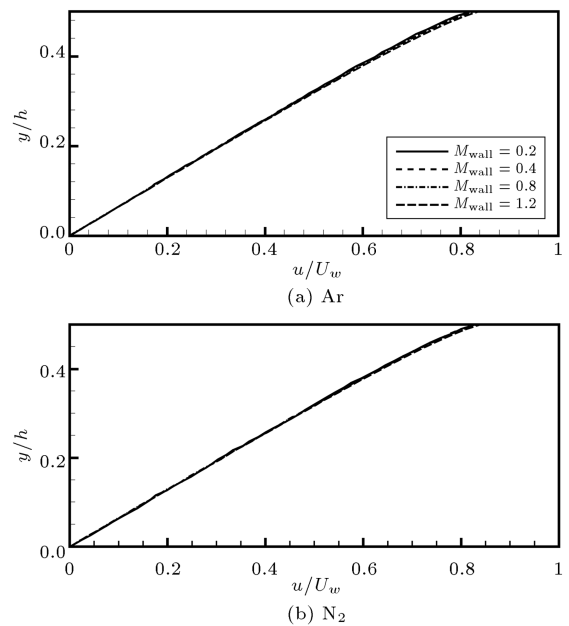 0.4
0.2
0.0
y/h
0 0.2 0.4 0.6 0.8 1
u/U_w
M_wall = 0.2
M_wall = 0.4
M_wall = 0.8
M_wall = 1.2
(a) Ar
0.4
0.2
0.0
y/h
0 0.2 0.4 0.6 0.8 1
u/U_w
(b) N₂